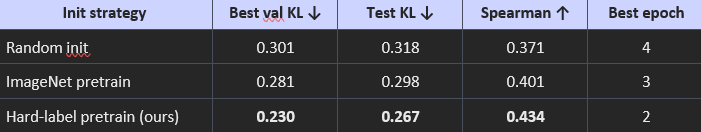 Init strategy Best val KL ↓ Test KL ↓ Spearman ↑ Best epoch
Random init 0.301 0.318 0.371 4
ImageNet pretrain 0.281 0.298 0.401 3
Hard-label pretrain (ours) 0.230 0.267 0.434 2